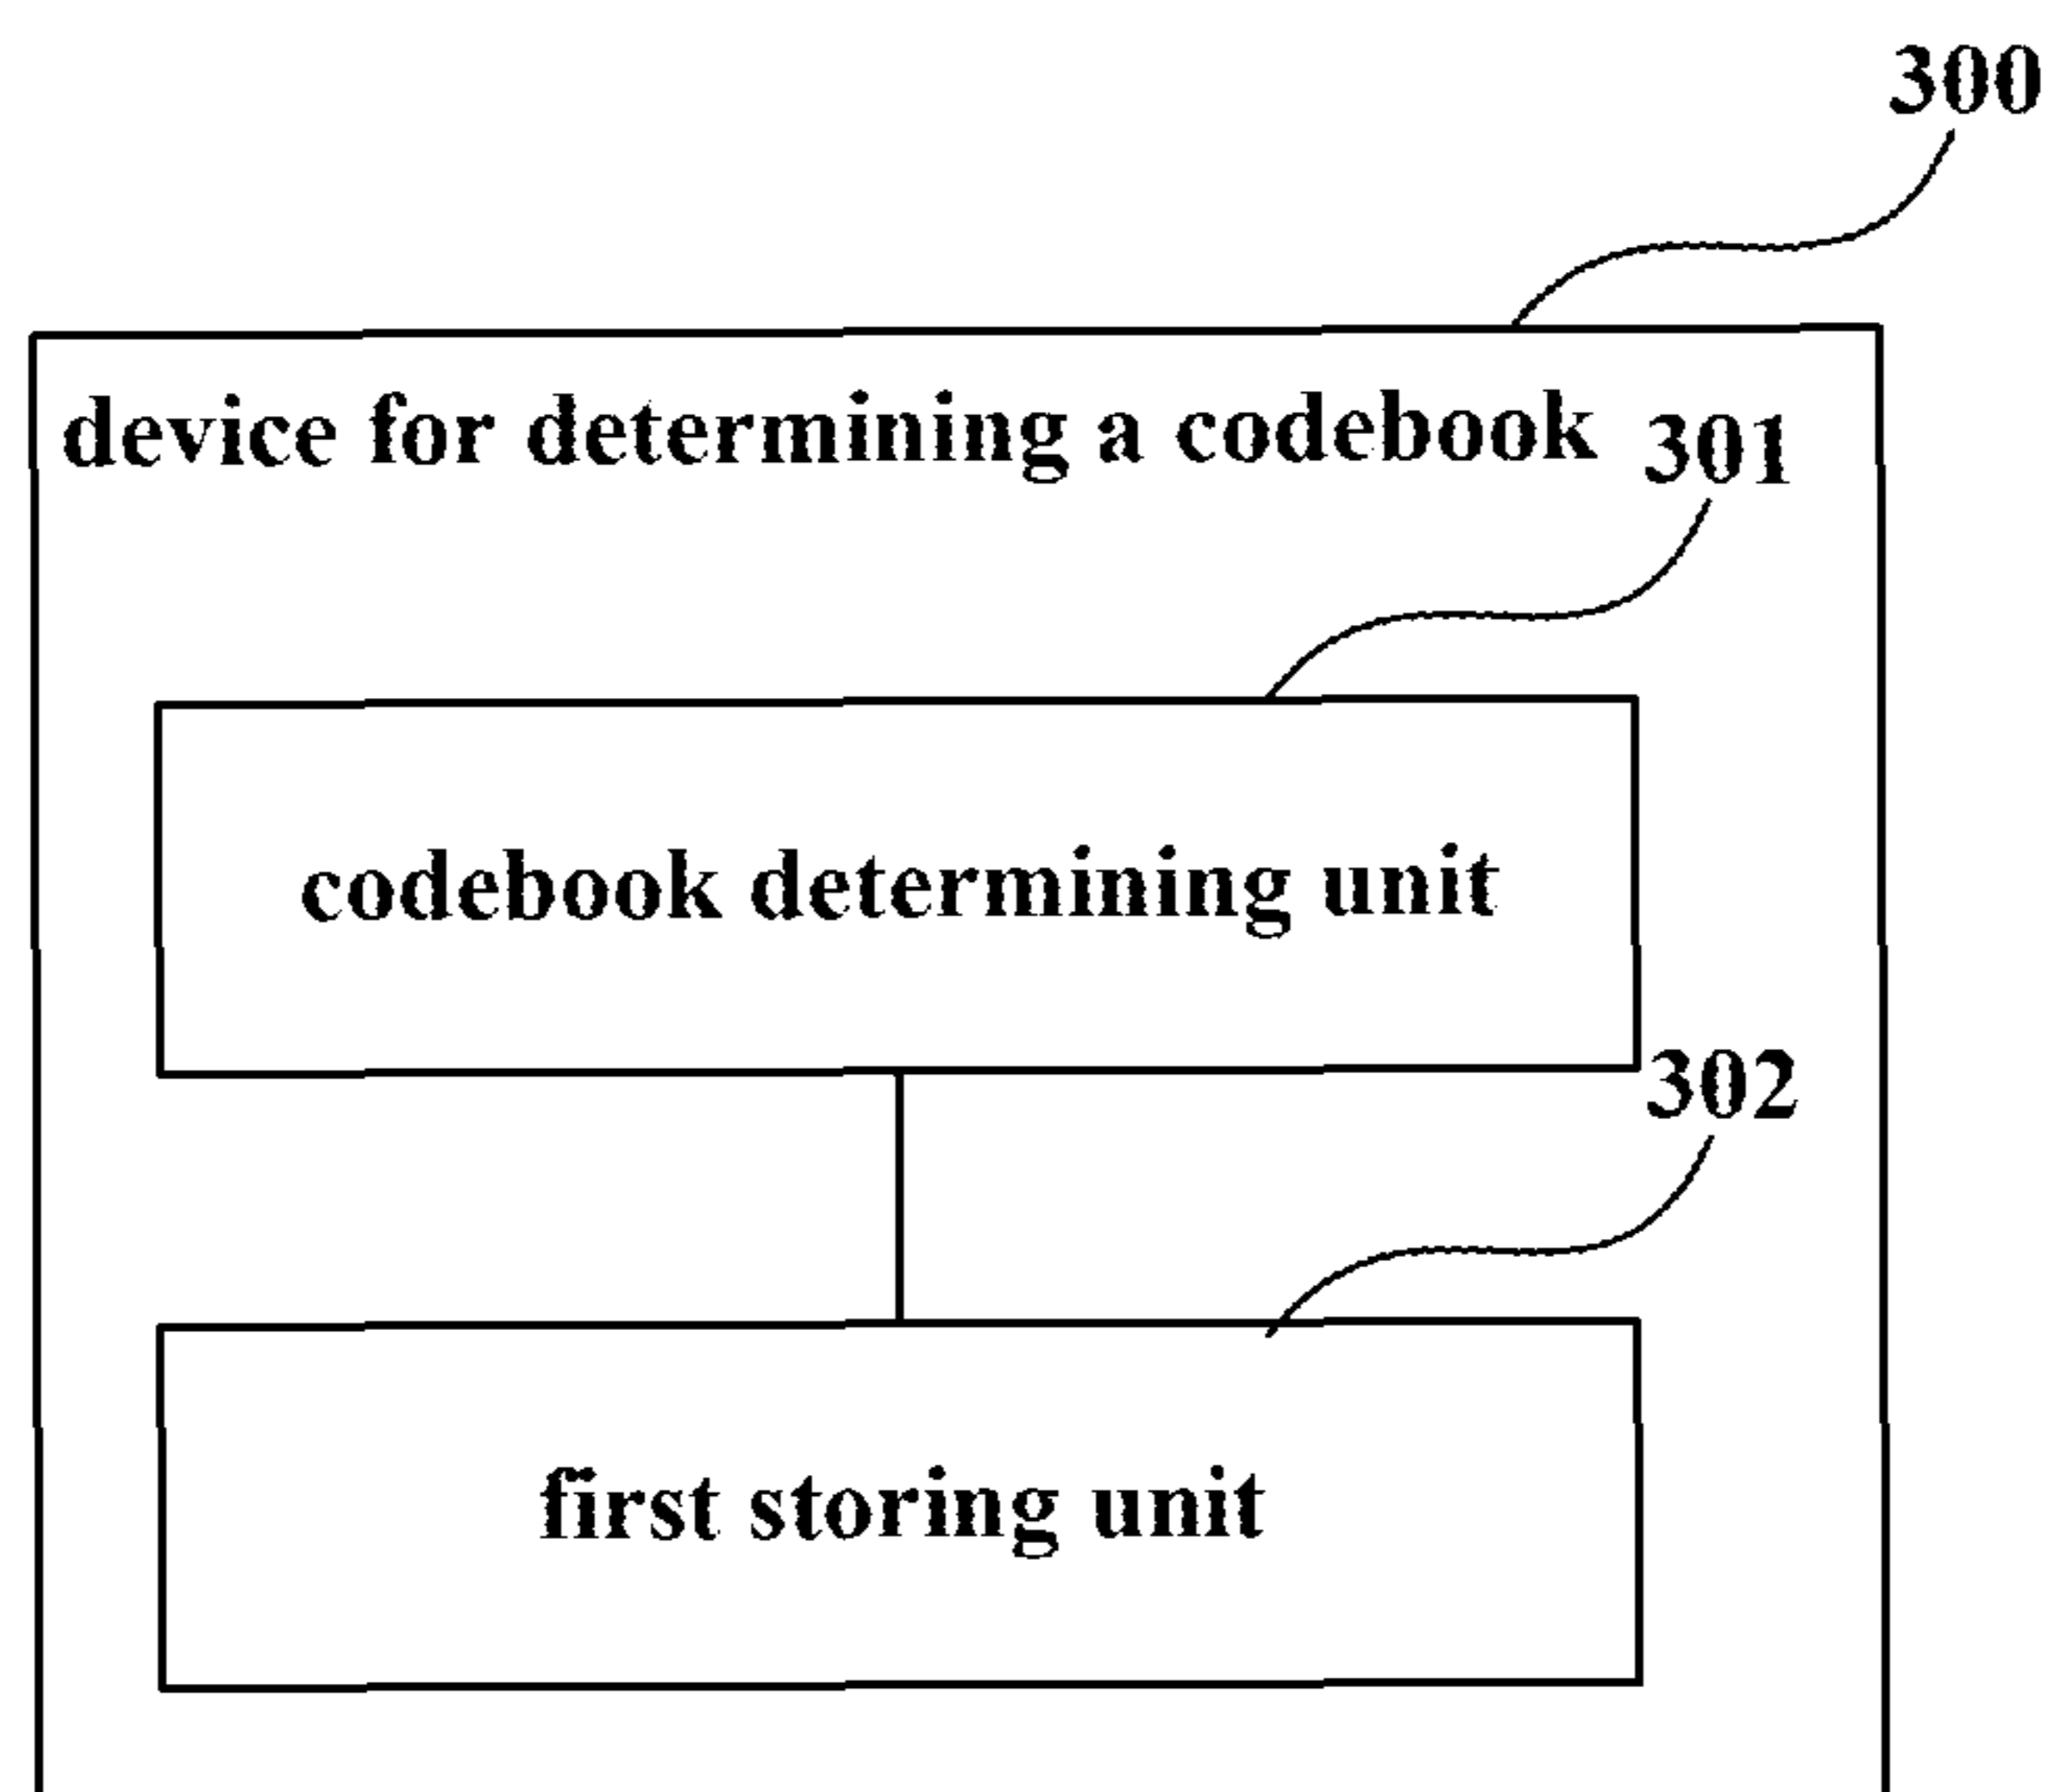 300
device for determining a codebook
301
codebook determining unit
302
first storing unit